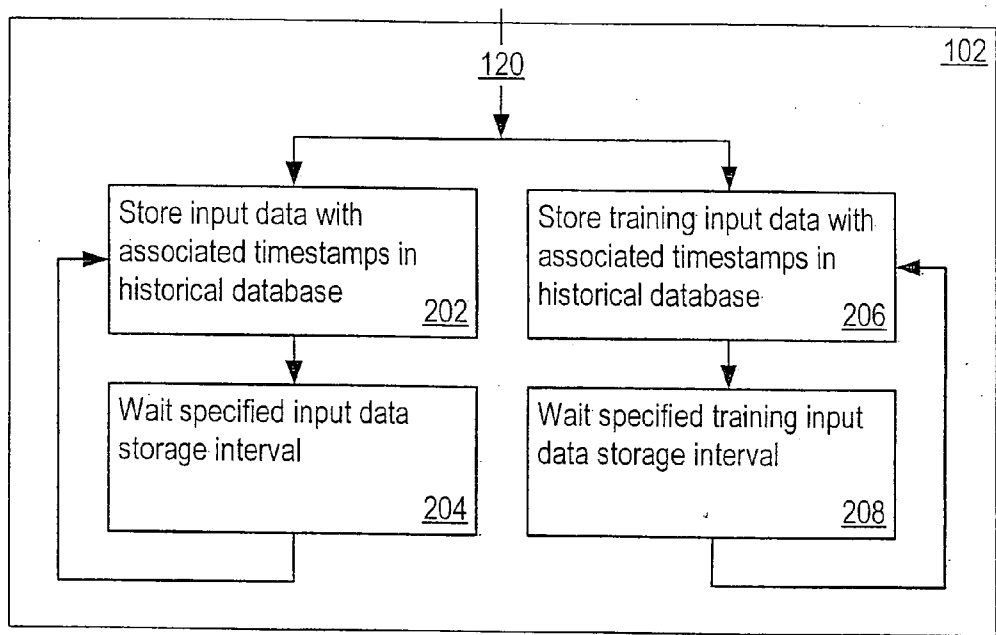 102
120
Store input data with
associated timestamps in
historical database
202
Store training input data with
associated timestamps in
historical database
206
Wait specified input data
storage interval
204
Wait specified training input
data storage interval
208